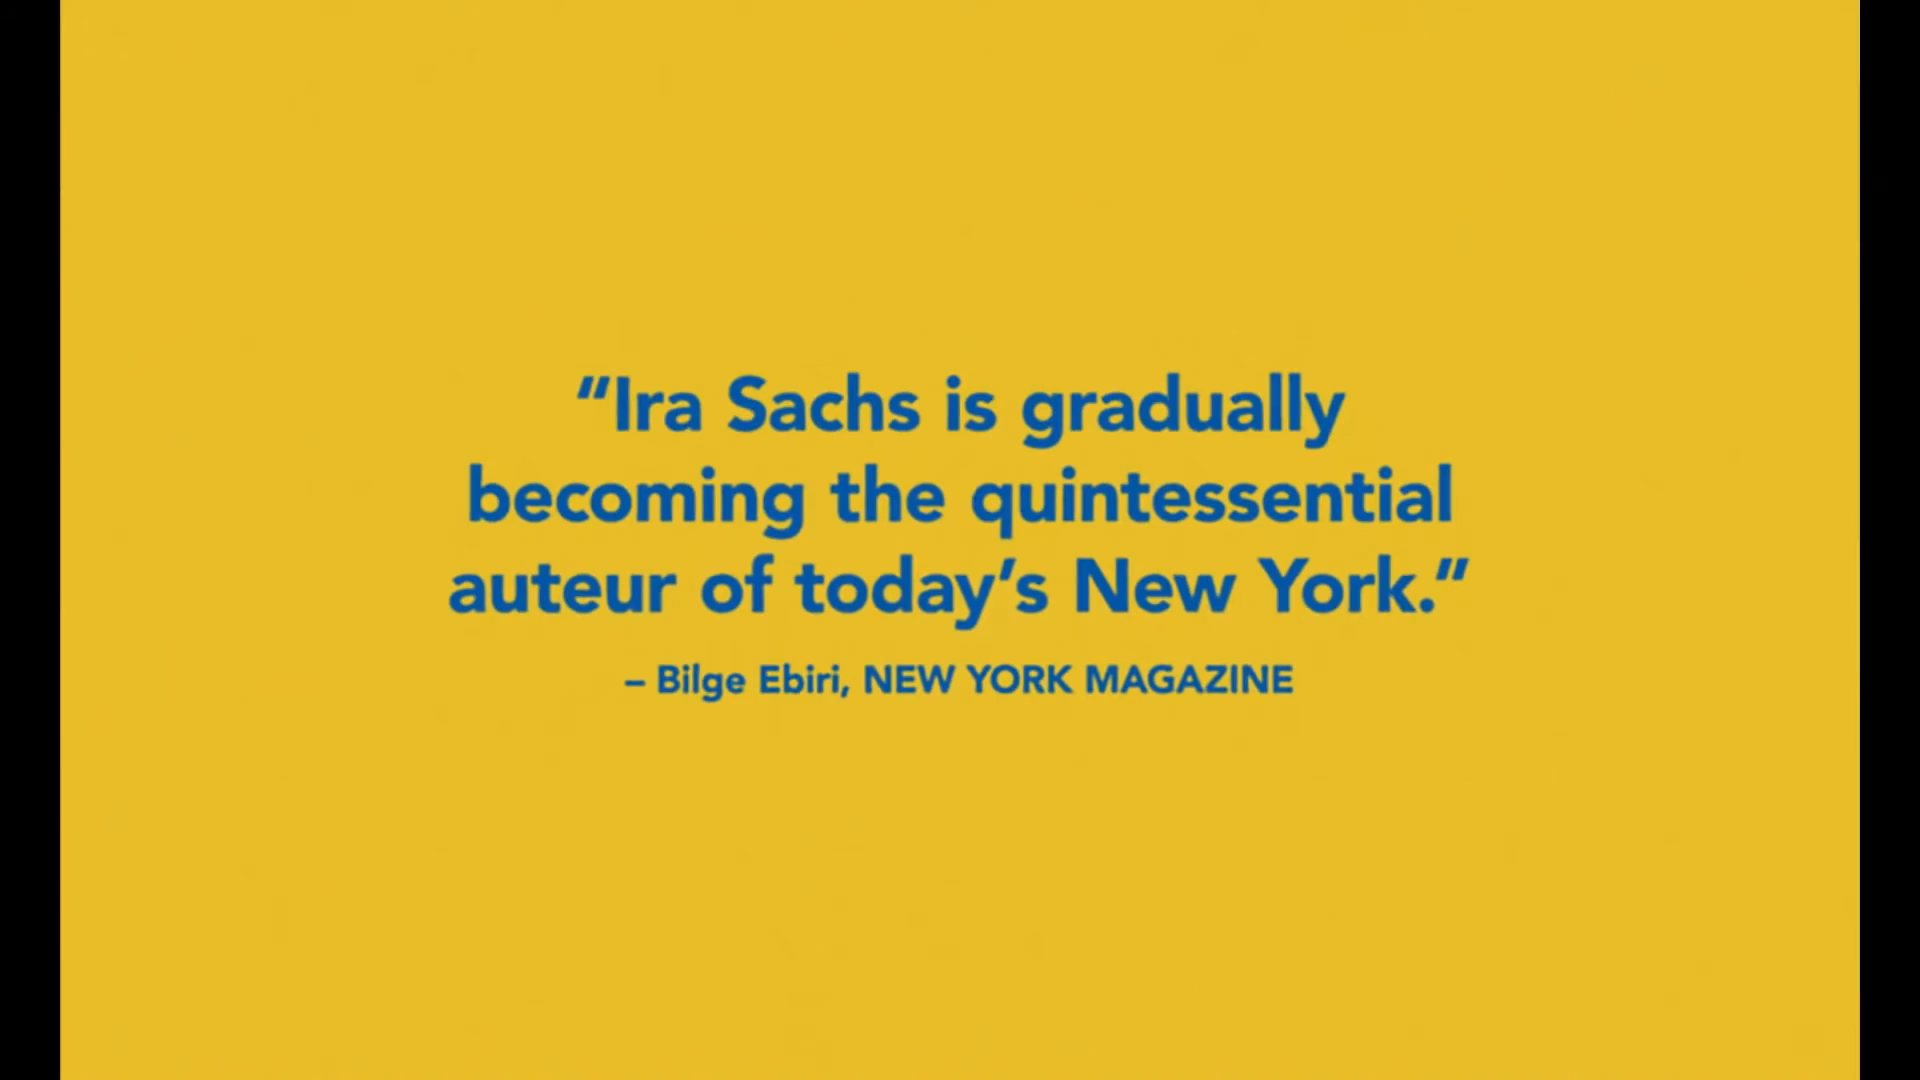 “Ira Sachs is gradually
becoming the quintessential
auteur of today’s New York.”
– Bilge Ebiri, NEW YORK MAGAZINE